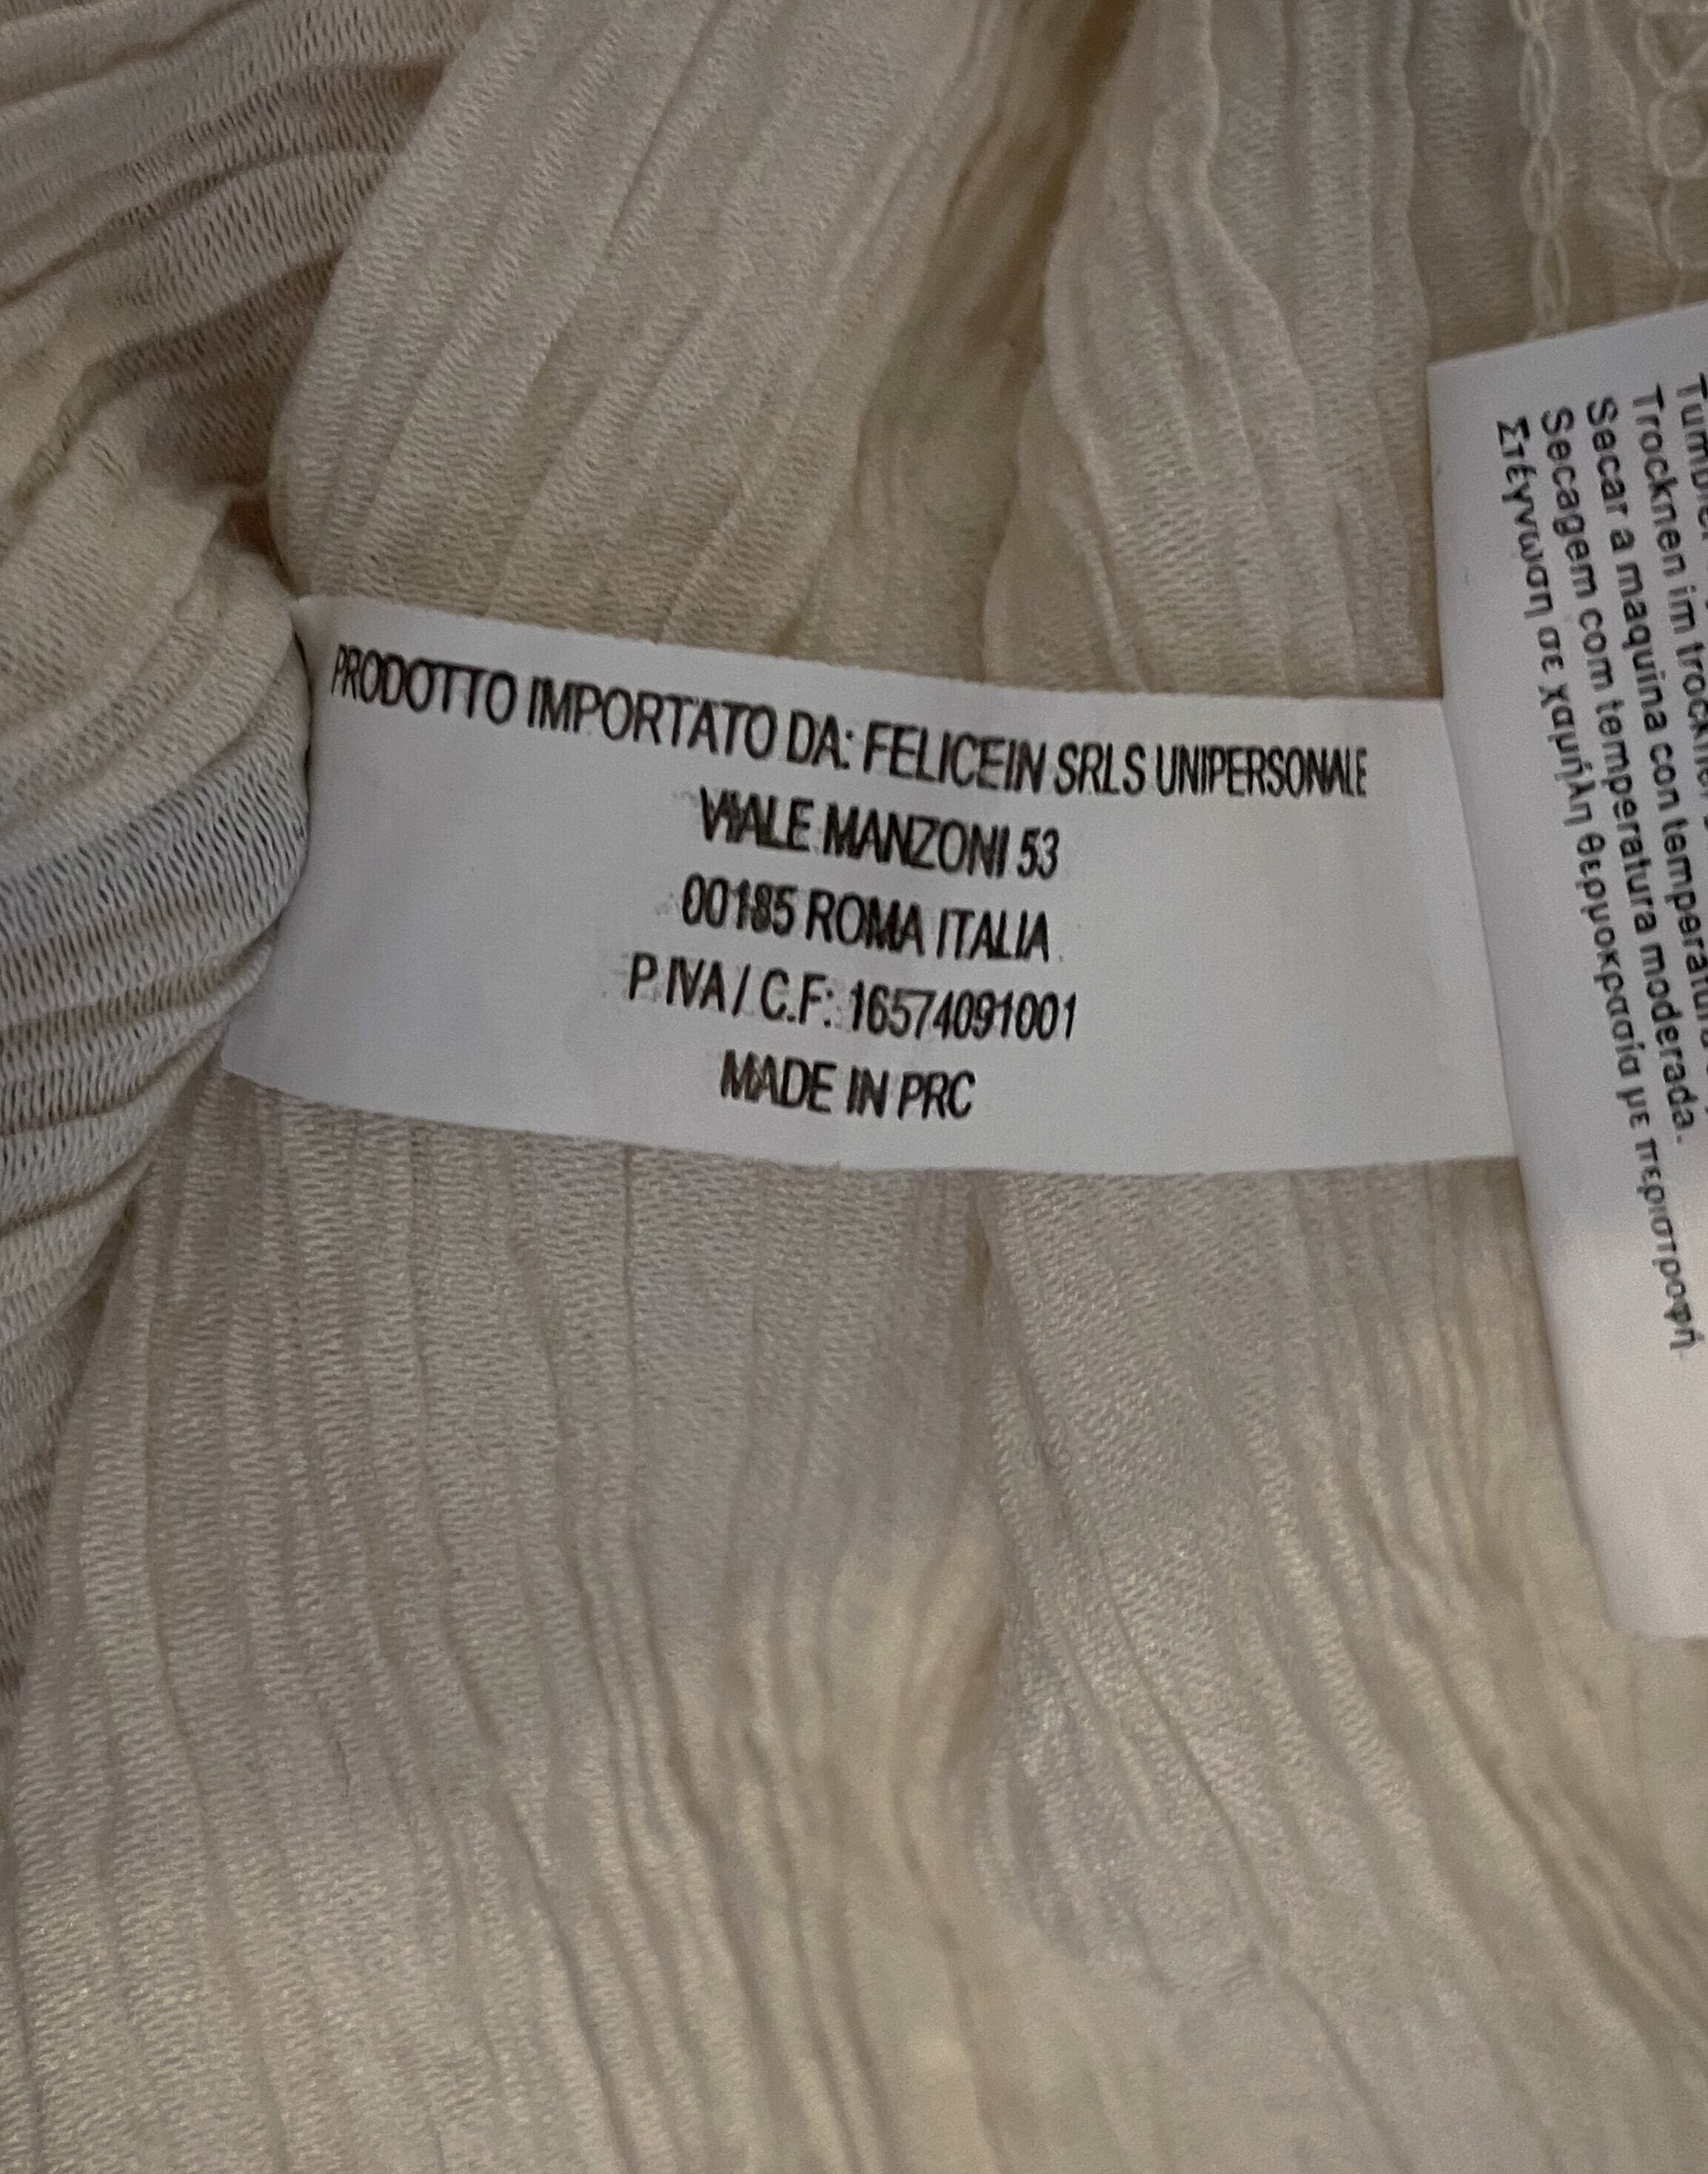 PRODOTTO IMPORTATO DA: FELICEIN SRLS UNIPERSONALE
VIALE MANZONI 53
00185 ROMA ITALIA
P IVA / C.F: 16574091001
MADE IN PRC
Trocknen im
Secar a maquina con temperatura
Secagem com temperatura moderada.
Στέγνωση σε χαμήλη θερμοκρασία με περιστροφή